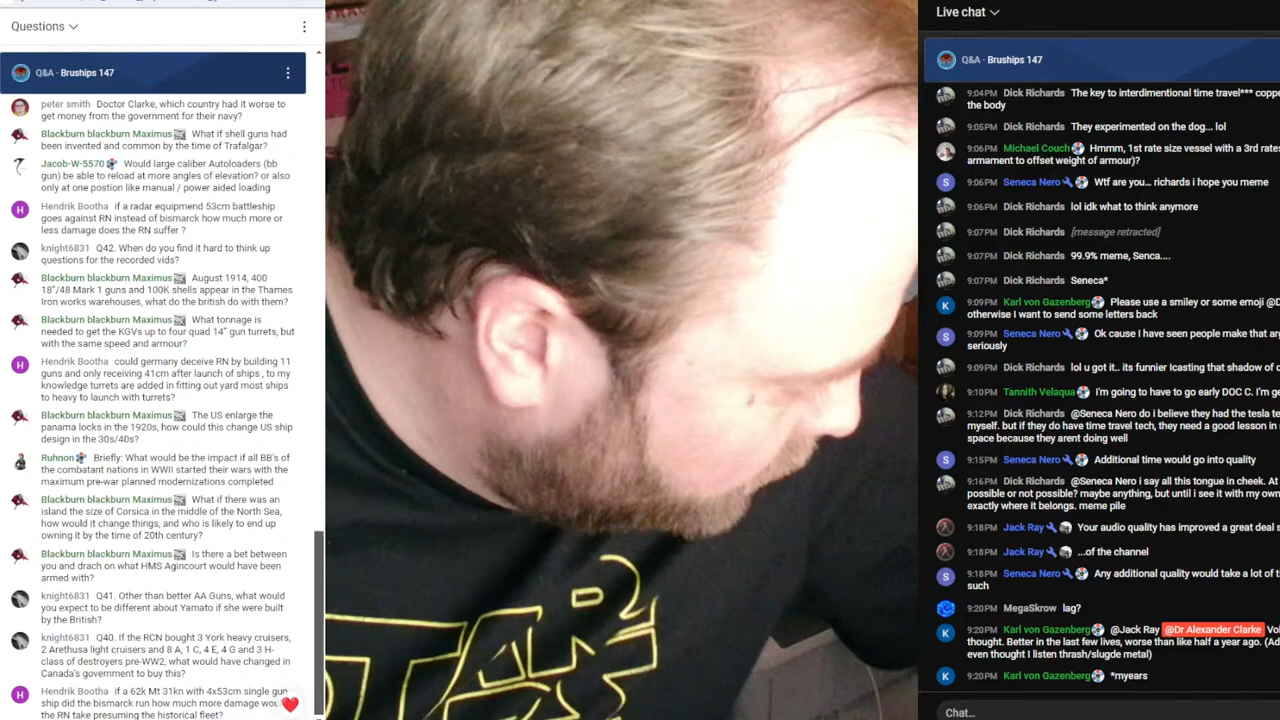 Questions
Q&A · Bruships 147
peter smith Doctor Clarke, which country had it worse to
get money from the government for their navy?
Blackburn blackburn Maximus What if shell guns had
been invented and common by the time of Trafalgar?
Jacob-W-5570 Would large caliber Autoloaders (bb
gun) be able to reload at more angles of elevation? or also
only at one postion like manual / power aided loading
Hendrik Bootha if a radar equipmend 53cm battleship
goes against RN instead of bismarck how much more or
less damage does the RN suffer ?
knight6831 Q42. When do you find it hard to think up
questions for the recorded vids?
Blackburn blackburn Maximus August 1914, 400
18"/48 Mark 1 guns and 100K shells appear in the Thames
Iron works warehouses, what do the british do with them?
Blackburn blackburn Maximus What tonnage is
needed to get the KGVs up to four quad 14" gun turrets, but
with the same speed and armour?
Hendrik Bootha could germany deceive RN by building 11
guns and only receiving 41cm after launch of ships , to my
knowledge turrets are added in fitting out yard most ships
to heavy to launch with turrets?
Blackburn blackburn Maximus The US enlarge the
panama locks in the 1920s, how could this change US ship
design in the 30s/40s?
Ruhnon Briefly: What would be the impact if all BB's of
the combatant nations in WWII started their wars with the
maximum pre-war planned modernizations completed
Blackburn blackburn Maximus What if there was an
island the size of Corsica in the middle of the North Sea,
how would it change things, and who is likely to end up
owning it by the time of 20th century?
Blackburn blackburn Maximus Is there a bet between
you and drach on what HMS Agincourt would have been
armed with?
knight6831 Q41. Other than better AA Guns, what would
you expect to be different about Yamato if she were built
by the British?
knight6831 Q40. If the RCN bought 3 York heavy cruisers,
2 Arethusa light cruisers and 8 A, 1 C, 4 E, 4 G and 3 H-
class of destroyers pre-WW2, what would have changed in
Canada's government to buy this?
Hendrik Bootha if a 62k Mt 31kn with 4x53cm single gun
ship did the bismarck run how much more damage wou
the RN take presuming the historical fleet?
Live chat
Q&A · Bruships 147
9:04PM Dick Richards The key to interdimentional time travel*** coppe
the body
9:05PM Dick Richards They experimented on the dog... lol
9:06PM Michael Couch Hmmm, 1st rate size vessel with a 3rd rates
armament to offset weight of armour)?
9:06PM Seneca Nero Wtf are you... richards i hope you meme
9:06PM Dick Richards lol idk what to think anymore
9:07PM Dick Richards [message retracted]
9:07PM Dick Richards 99.9% meme, Senca....
9:07PM Dick Richards Seneca*
9:09PM Karl von Gazenberg Please use a smiley or some emoji @D
otherwise I want to send some letters back
9:09PM Seneca Nero Ok cause I have seen people make that ar
seriously
9:09PM Dick Richards lol u got it.. its funnier Icasting that shadow of d
9:10PM Tannith Velaqua I'm going to have to go early DOC C. I'm ge
9:12PM Dick Richards @Seneca Nero do i believe they had the tesla te
myself. but if they do have time travel tech, they need a good lesson in
space because they arent doing well
9:15PM Seneca Nero Additional time would go into quality
9:16PM Dick Richards @Seneca Nero i say all this tongue in cheek. At
possible or not possible? maybe anything, but until i see it with my own
exactly where it belongs. meme pile
9:18PM Jack Ray Your audio quality has improved a great deal s
9:18PM Jack Ray ...of the channel
9:18PM Seneca Nero Any additional quality would take a lot of t
such
9:20PM MegaSkrow lag?
9:20PM Karl von Gazenberg @Jack Ray @Dr Alexander Clarke Vol
thought. Better in the last few lives, worse than like half a year ago. (Ad
even thought I listen thrash/slugde metal)
9:20PM Karl von Gazenberg *myears
Chat...